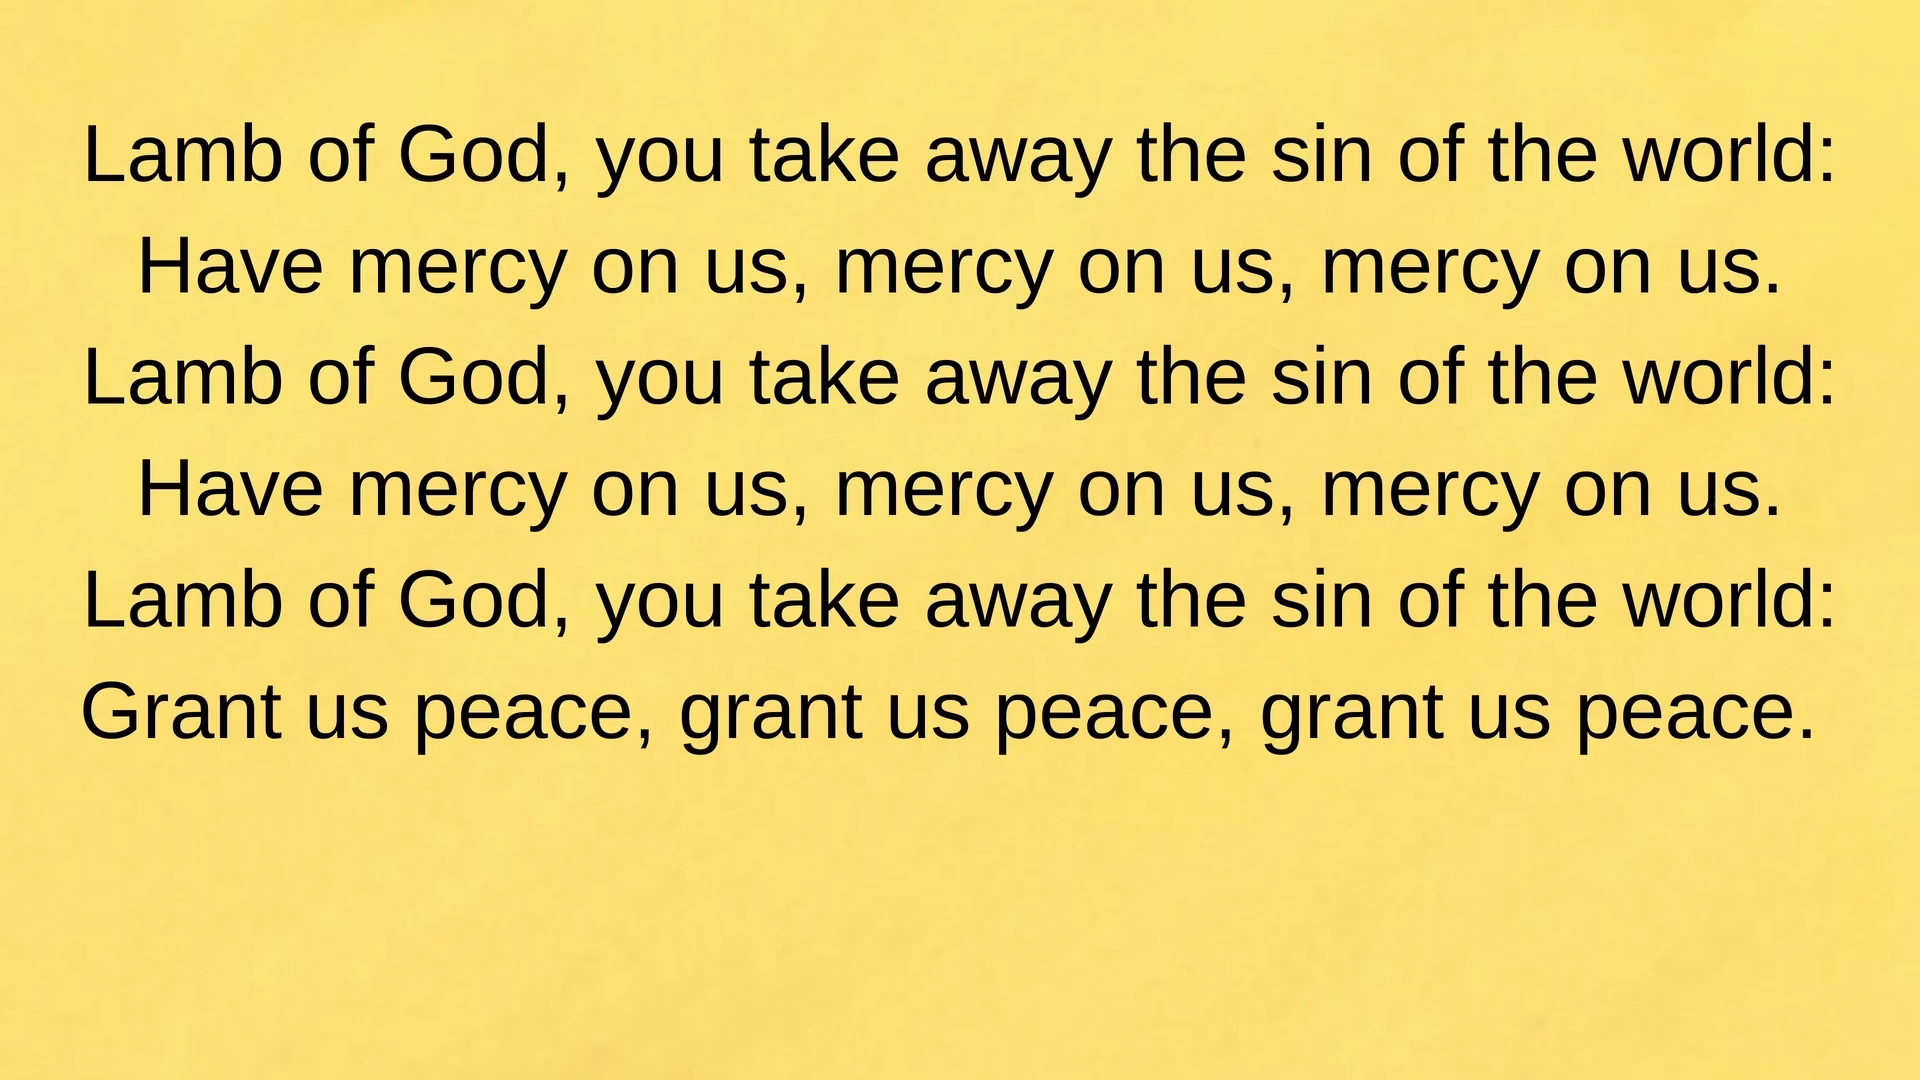 Lamb of God, you take away the sin of the world:
Have mercy on us, mercy on us, mercy on us.
Lamb of God, you take away the sin of the world:
Have mercy on us, mercy on us, mercy on us.
Lamb of God, you take away the sin of the world:
Grant us peace, grant us peace, grant us peace.